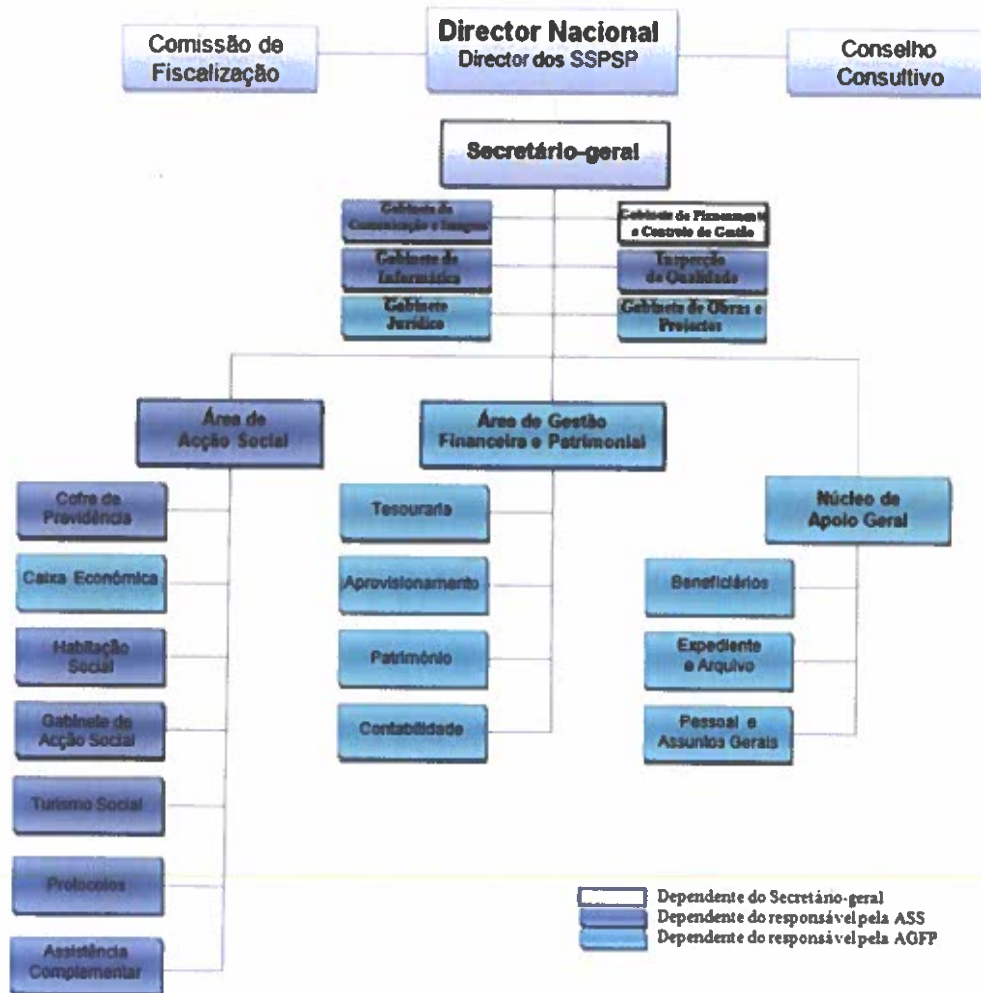 Comissão de
Fiscalização
Director Nacional
Director dos SSPSP
Conselho
Consultivo
Secretário-geral
Gabinete de
Comunicação e Imagem
Gabinete de Planeamento
e Controlo de Gestão
Gabinete de
Informática
Inspecção
da Qualidade
Gabinete
Jurídico
Gabinete de Obras e
Projectos
Área de
Acção Social
Área de Gestão
Financeira e Patrimonial
Cofre de
Previdência
Tesouraria
Núcleo de
Apoio Geral
Caixa Económica
Aprovisionamento
Beneficiários
Habitação
Social
Património
Expediente
e Arquivo
Gabinete de
Acção Social
Contabilidade
Pessoal e
Assuntos Gerais
Turismo Social
Protocolos
Assistência
Complementar
Dependente do Secretário-geral
Dependente do responsável pela ASS
Dependente do responsável pela AGFP